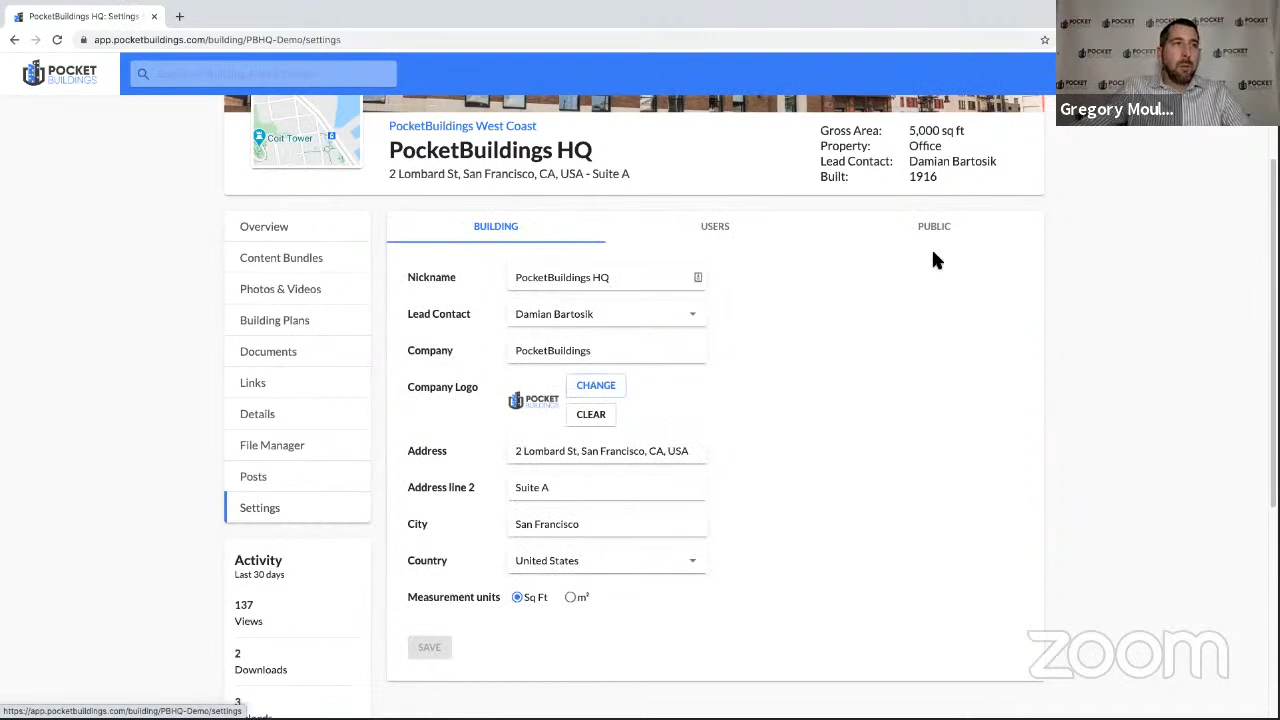 PocketBuildings HQ: Settings
app.pocketbuildings.com/building/PBHQ-Demo/settings
POCKET
BUILDINGS
Gregory Moul...
Coit Tower
PocketBuildings West Coast
PocketBuildings HQ
2 Lombard St, San Francisco, CA, USA - Suite A
Gross Area: 5,000 sq ft
Property: Office
Lead Contact: Damian Bartosik
Built: 1916
Overview
Content Bundles
Photos & Videos
Building Plans
Documents
Links
Details
File Manager
Posts
Settings
Activity
Last 30 days
137
Views
2
Downloads
3
BUILDING USERS PUBLIC
Nickname PocketBuildings HQ
Lead Contact Damian Bartosik
Company PocketBuildings
Company Logo POCKET BUILDINGS CHANGE
CLEAR
Address 2 Lombard St, San Francisco, CA, USA
Address line 2 Suite A
City San Francisco
Country United States
Measurement units Sq Ft m²
SAVE
zoom
https://app.pocketbuildings.com/building/PBHQ-Demo/settings